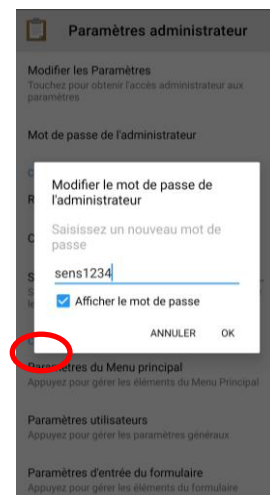 Paramètres administrateur
Modifier les Paramètres
Touchez pour obtenir l'accès administrateur aux
paramètres
Mot de passe de l'administrateur
Modifier le mot de passe de
l'administrateur
Saisissez un nouveau mot de
passe
sens1234
Afficher le mot de passe
ANNULER OK
Paramètres du Menu principal
Appuyez pour gérer les éléments du Menu Principal
Paramètres utilisateurs
Appuyez pour gérer les paramètres généraux
Paramètres d'entrée du formulaire
Appuyez pour gérer les éléments du formulaire